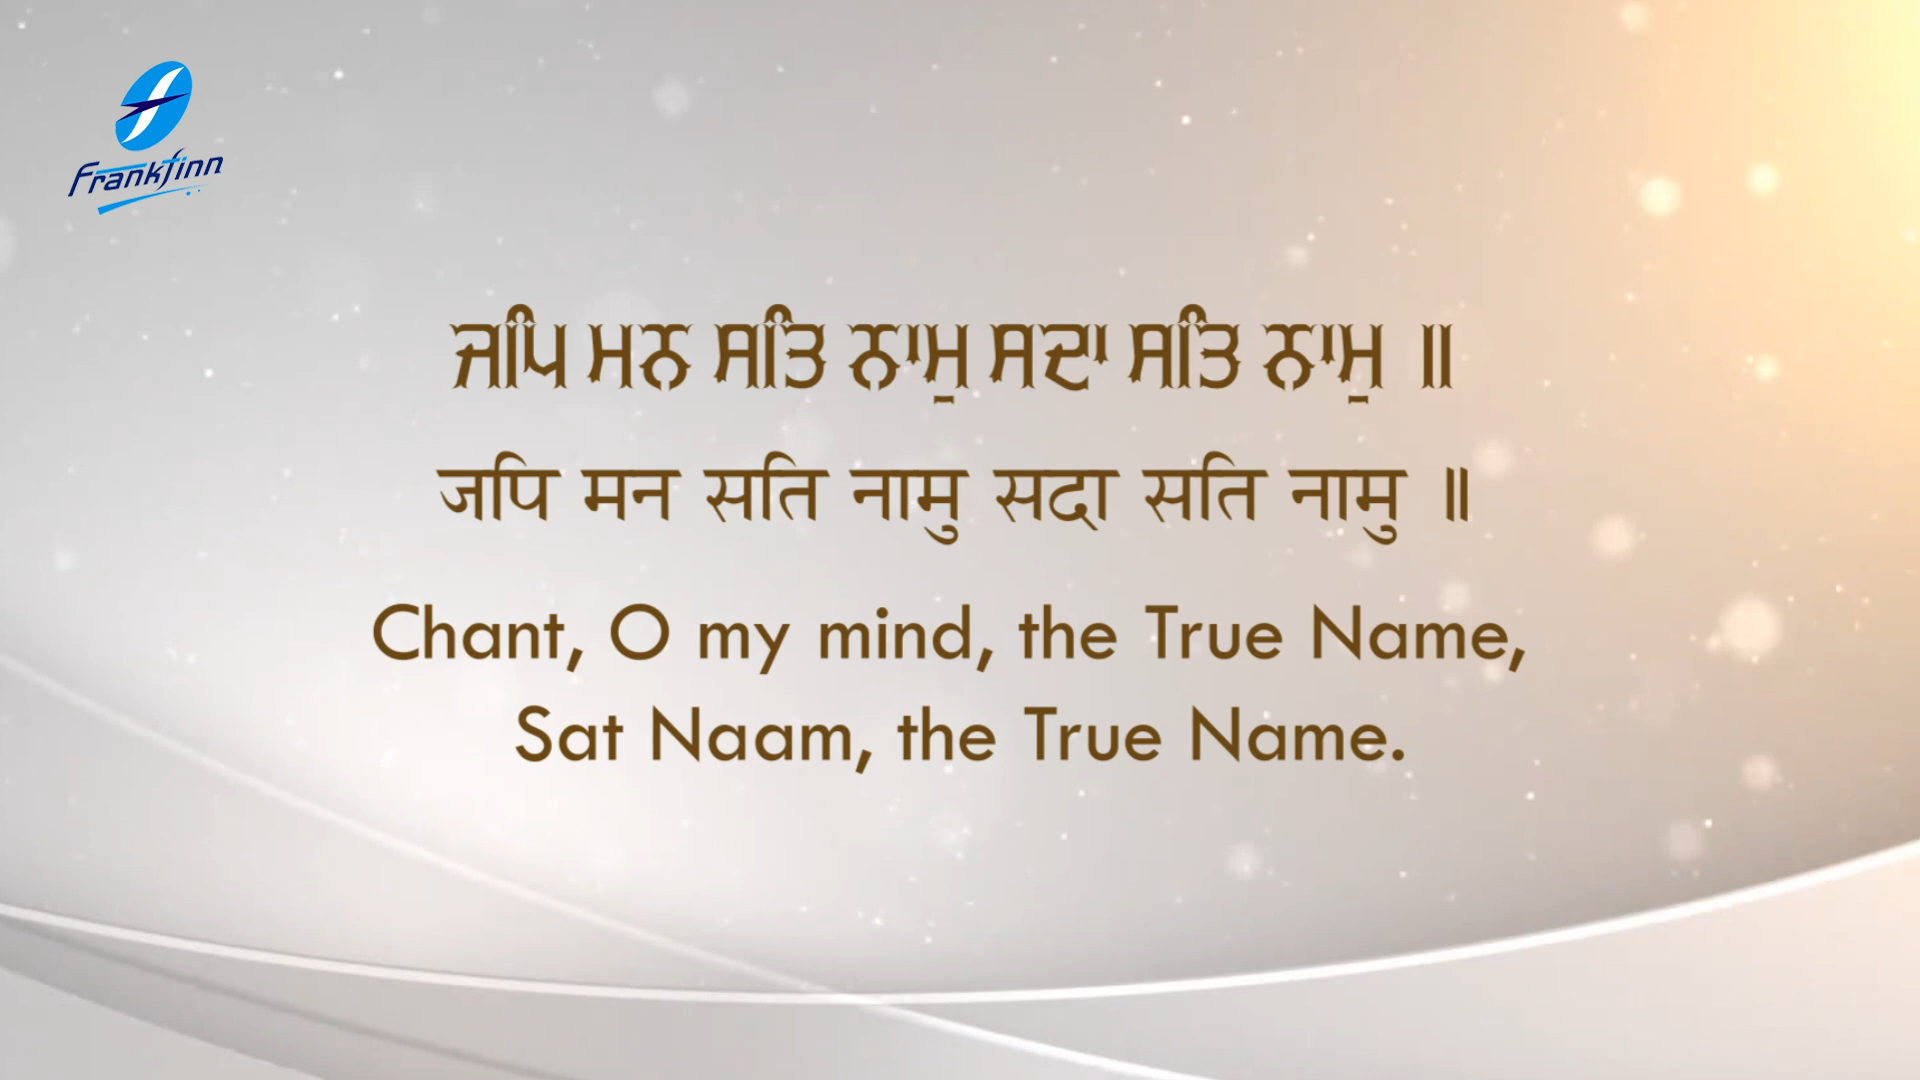 Frankfinn
ਜਪਿ ਮਨ ਸਤਿ ਨਾਮੁ ਸਦਾ ਸਤਿ ਨਾਮੁ ॥
जपि मन सति नामु सदा सति नामु ॥
Chant, O my mind, the True Name,
Sat Naam, the True Name.